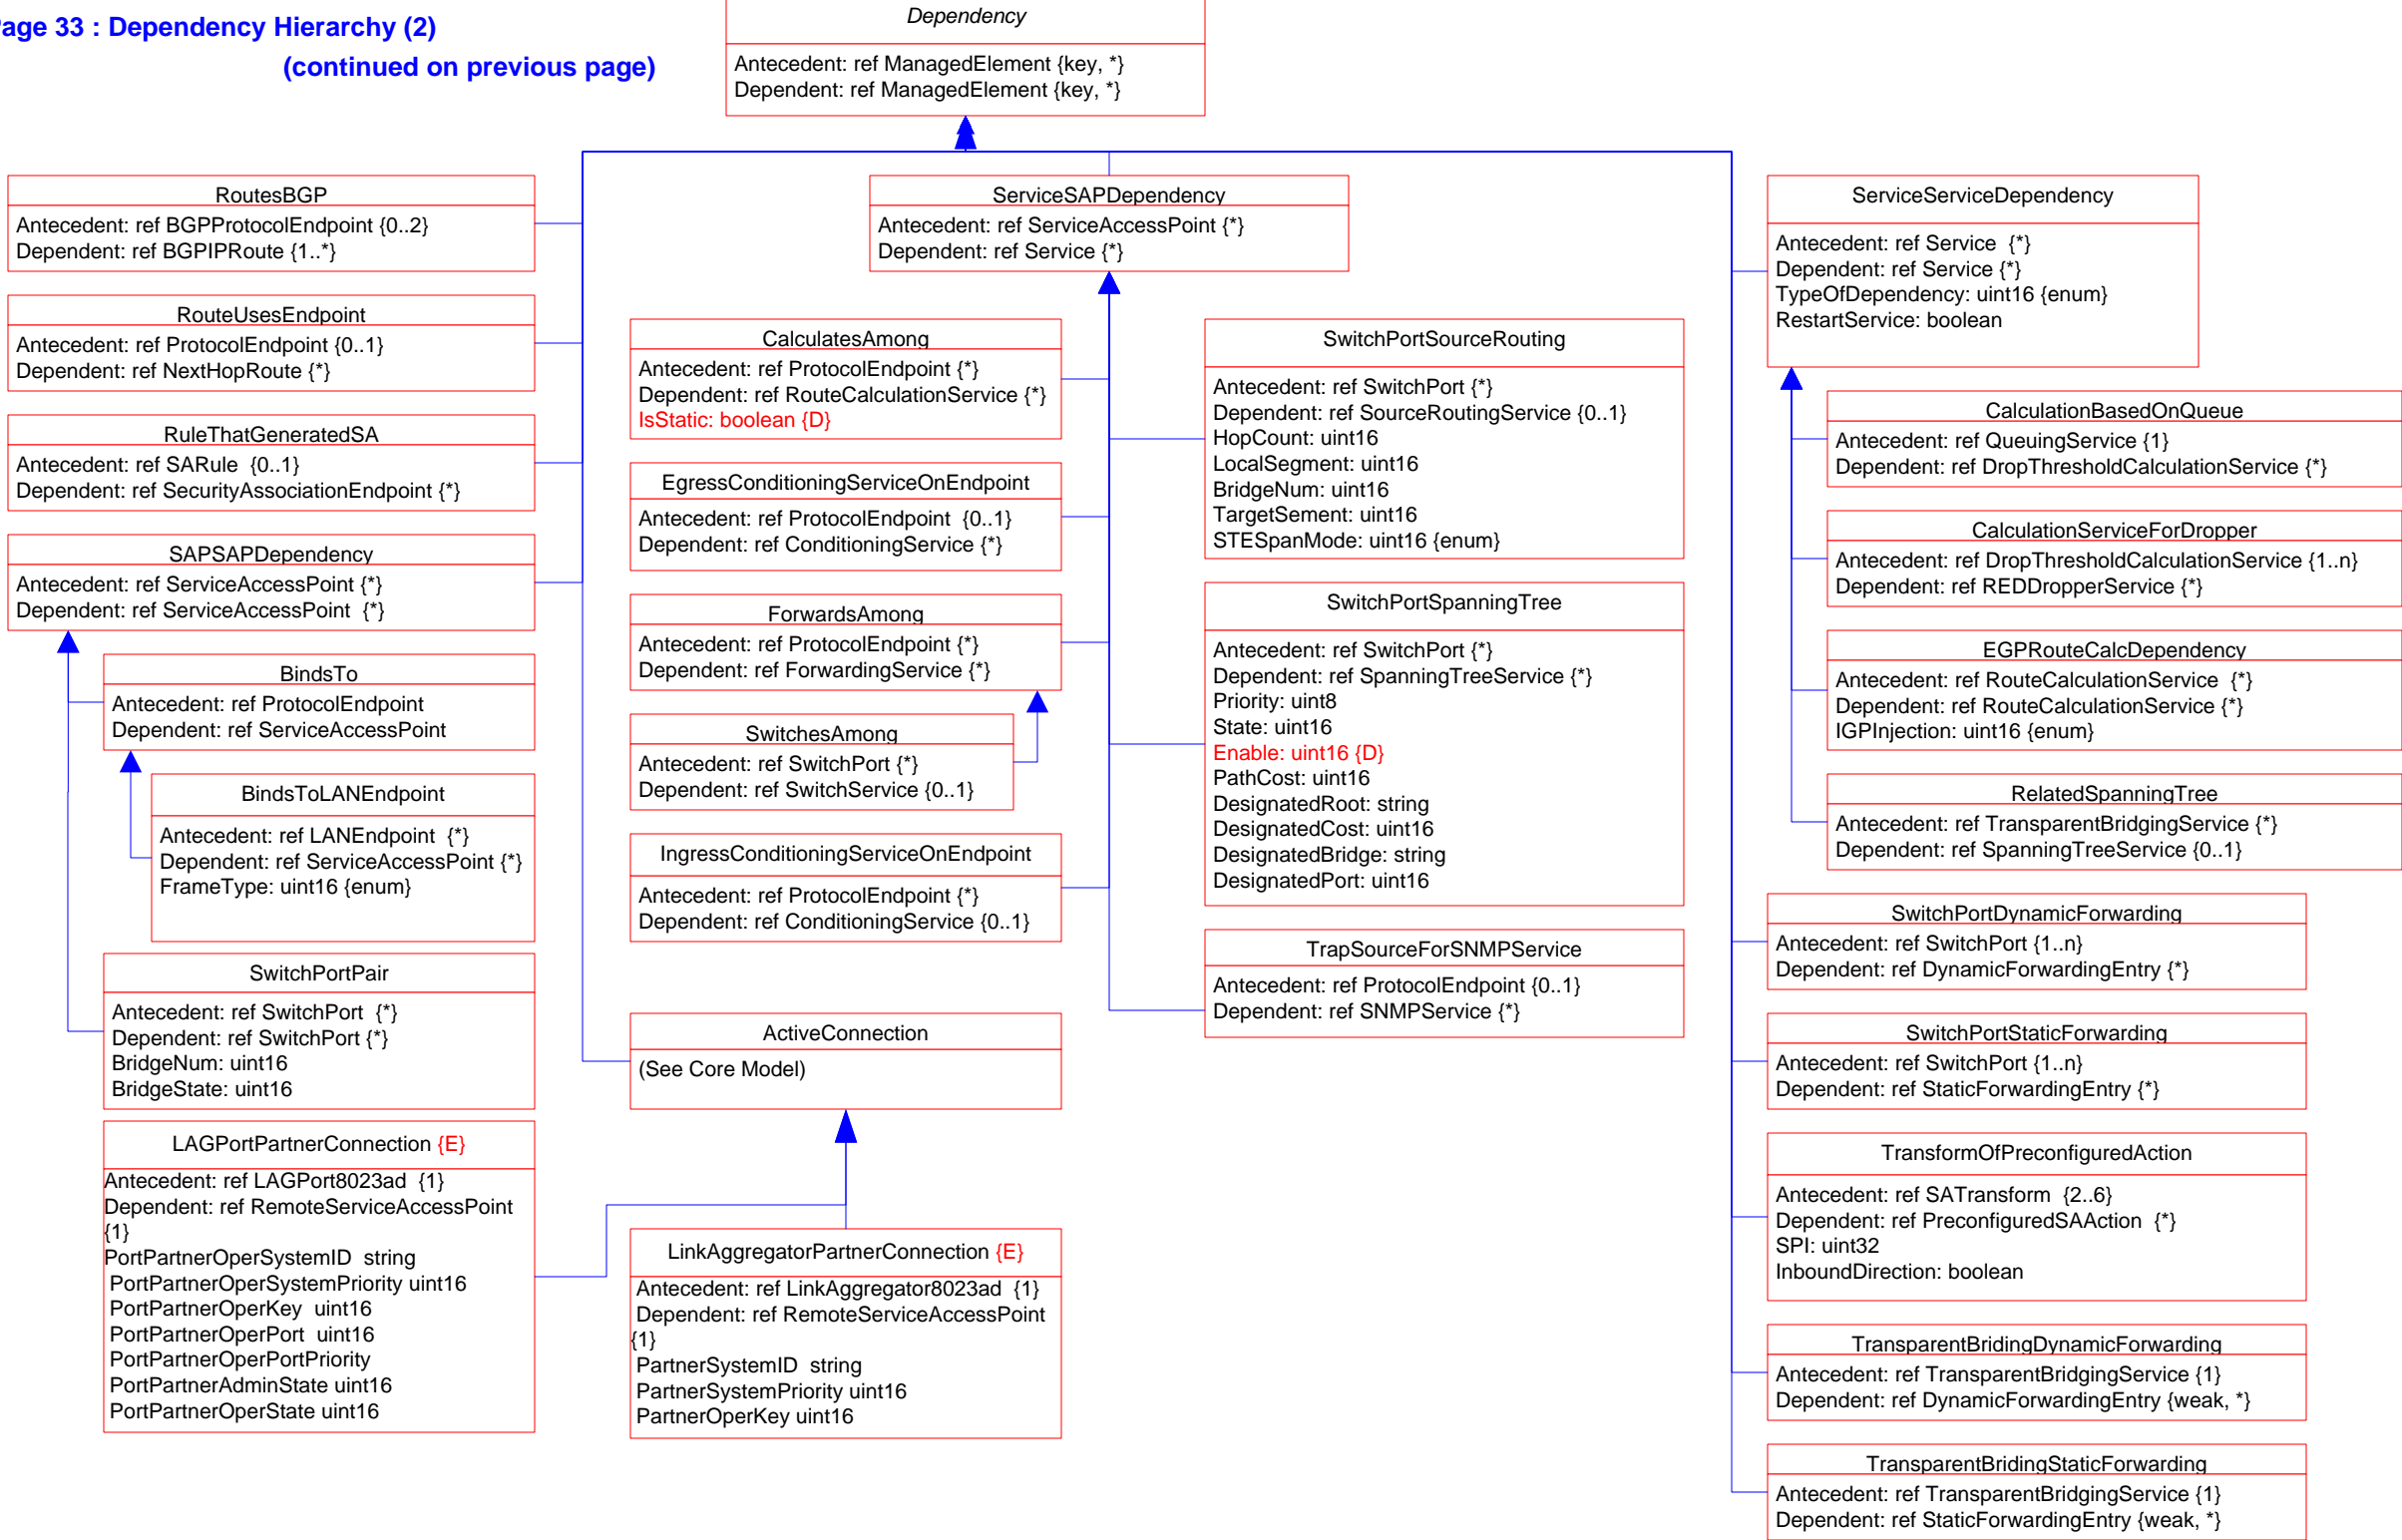 Page 33 : Dependency Hierarchy (2)
(continued on previous page)
Dependency
Antecedent: ref ManagedElement {key, *}
Dependent: ref ManagedElement {key, *}
RoutesBGP
Antecedent: ref BGPProtocolEndpoint {0..2}
Dependent: ref BGPIPRoute {1..*}
RouteUsesEndpoint
Antecedent: ref ProtocolEndpoint {0..1}
Dependent: ref NextHopRoute {*}
RuleThatGeneratedSA
Antecedent: ref SARule {0..1}
Dependent: ref SecurityAssociationEndpoint {*}
SAPSAPDependency
Antecedent: ref ServiceAccessPoint {*}
Dependent: ref ServiceAccessPoint {*}
BindsTo
Antecedent: ref ProtocolEndpoint
Dependent: ref ServiceAccessPoint
BindsToLANEndpoint
Antecedent: ref LANEndpoint {*}
Dependent: ref ServiceAccessPoint {*}
FrameType: uint16 {enum}
SwitchPortPair
Antecedent: ref SwitchPort {*}
Dependent: ref SwitchPort {*}
BridgeNum: uint16
BridgeState: uint16
LAGPortPartnerConnection {E}
Antecedent: ref LAGPort8023ad {1}
Dependent: ref RemoteServiceAccessPoint
{1}
PortPartnerOperSystemID string
PortPartnerOperSystemPriority uint16
PortPartnerOperKey uint16
PortPartnerOperPort uint16
PortPartnerOperPortPriority
PortPartnerAdminState uint16
PortPartnerOperState uint16
ServiceSAPDependency
Antecedent: ref ServiceAccessPoint {*}
Dependent: ref Service {*}
CalculatesAmong
Antecedent: ref ProtocolEndpoint {*}
Dependent: ref RouteCalculationService {*}
IsStatic: boolean {D}
EgressConditioningServiceOnEndpoint
Antecedent: ref ProtocolEndpoint {0..1}
Dependent: ref ConditioningService {*}
ForwardsAmong
Antecedent: ref ProtocolEndpoint {*}
Dependent: ref ForwardingService {*}
SwitchesAmong
Antecedent: ref SwitchPort {*}
Dependent: ref SwitchService {0..1}
IngressConditioningServiceOnEndpoint
Antecedent: ref ProtocolEndpoint {*}
Dependent: ref ConditioningService {0..1}
ActiveConnection
(See Core Model)
LinkAggregatorPartnerConnection {E}
Antecedent: ref LinkAggregator8023ad {1}
Dependent: ref RemoteServiceAccessPoint
{1}
PartnerSystemID string
PartnerSystemPriority uint16
PartnerOperKey uint16
SwitchPortSourceRouting
Antecedent: ref SwitchPort {*}
Dependent: ref SourceRoutingService {0..1}
HopCount: uint16
LocalSegment: uint16
BridgeNum: uint16
TargetSement: uint16
STESpanMode: uint16 {enum}
SwitchPortSpanningTree
Antecedent: ref SwitchPort {*}
Dependent: ref SpanningTreeService {*}
Priority: uint8
State: uint16
Enable: uint16 {D}
PathCost: uint16
DesignatedRoot: string
DesignatedCost: uint16
DesignatedBridge: string
DesignatedPort: uint16
TrapSourceForSNMPService
Antecedent: ref ProtocolEndpoint {0..1}
Dependent: ref SNMPService {*}
ServiceServiceDependency
Antecedent: ref Service {*}
Dependent: ref Service {*}
TypeOfDependency: uint16 {enum}
RestartService: boolean
CalculationBasedOnQueue
Antecedent: ref QueuingService {1}
Dependent: ref DropThresholdCalculationService {*}
CalculationServiceForDropper
Antecedent: ref DropThresholdCalculationService {1..n}
Dependent: ref REDDropperService {*}
EGPRouteCalcDependency
Antecedent: ref RouteCalculationService {*}
Dependent: ref RouteCalculationService {*}
IGPInjection: uint16 {enum}
RelatedSpanningTree
Antecedent: ref TransparentBridgingService {*}
Dependent: ref SpanningTreeService {0..1}
SwitchPortDynamicForwarding
Antecedent: ref SwitchPort {1..n}
Dependent: ref DynamicForwardingEntry {*}
SwitchPortStaticForwarding
Antecedent: ref SwitchPort {1..n}
Dependent: ref StaticForwardingEntry {*}
TransformOfPreconfiguredAction
Antecedent: ref SATransform {2..6}
Dependent: ref PreconfiguredSAAction {*}
SPI: uint32
InboundDirection: boolean
TransparentBridingDynamicForwarding
Antecedent: ref TransparentBridgingService {1}
Dependent: ref DynamicForwardingEntry {weak, *}
TransparentBridingStaticForwarding
Antecedent: ref TransparentBridgingService {1}
Dependent: ref StaticForwardingEntry {weak, *}